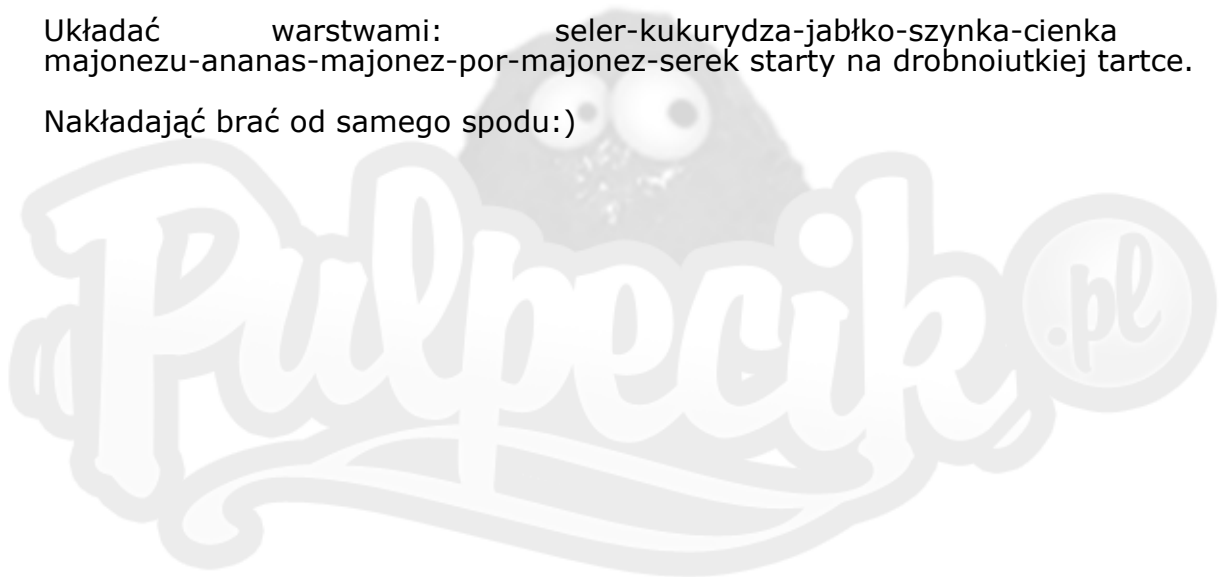 Układać warstwami: seler-kukurydza-jabłko-szynka-cienka
majonezu-ananas-majonez-por-majonez-serek starty na drobnoiutkiej tartce.
Nakładająć brać od samego spodu:)
Pulpecik.pl